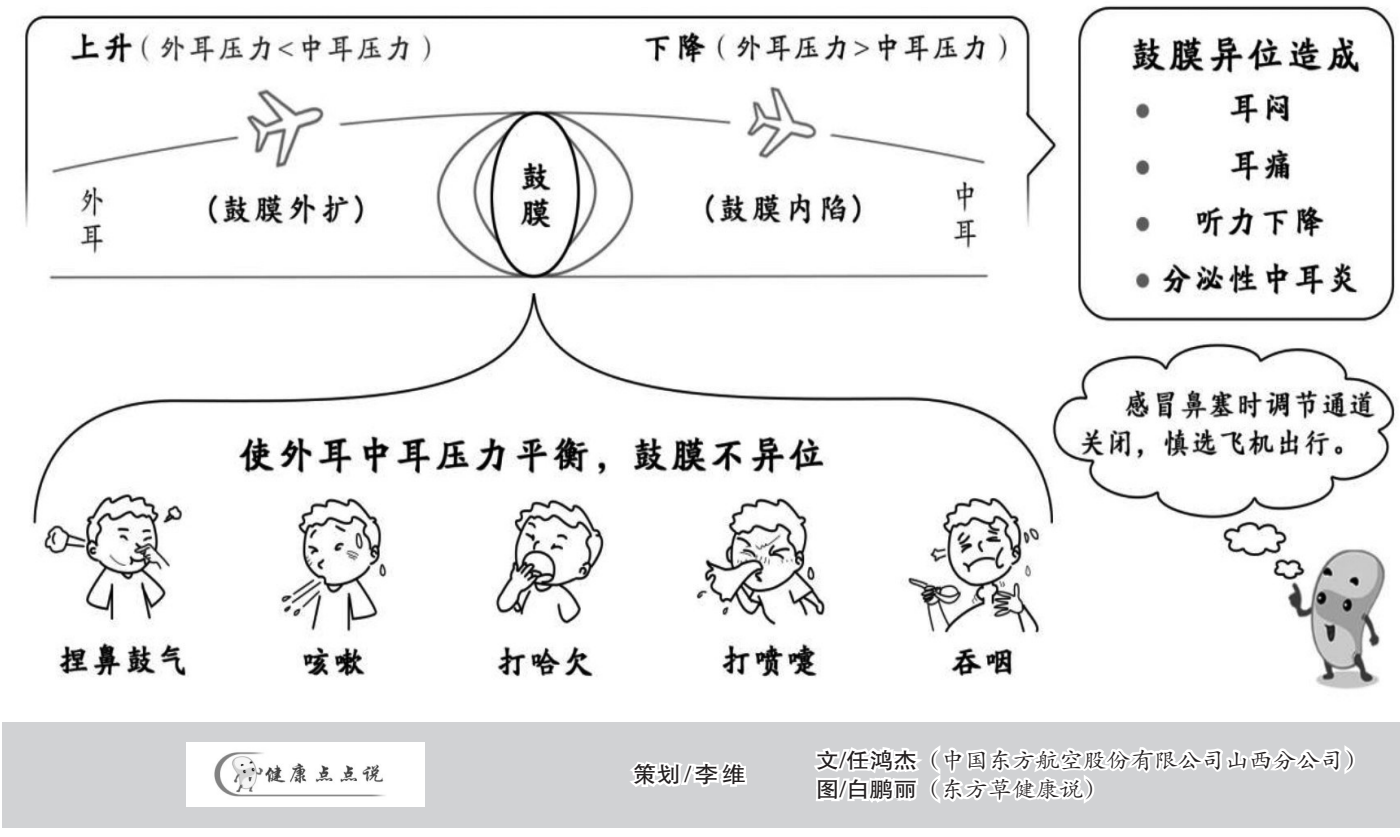 上升（外耳压力<中耳压力）
下降（外耳压力>中耳压力）
外耳
（鼓膜外扩）
鼓膜
（鼓膜内陷）
中耳
鼓膜异位造成
● 耳闷
● 耳痛
● 听力下降
● 分泌性中耳炎
感冒鼻塞时调节通道
关闭，慎选飞机出行。
使外耳中耳压力平衡，鼓膜不异位
捏鼻鼓气
咳嗽
打哈欠
打喷嚏
吞咽
健康点点说
策划/李维
文/任鸿杰（中国东方航空股份有限公司山西分公司）
图/白鹏丽（东方草健康说）